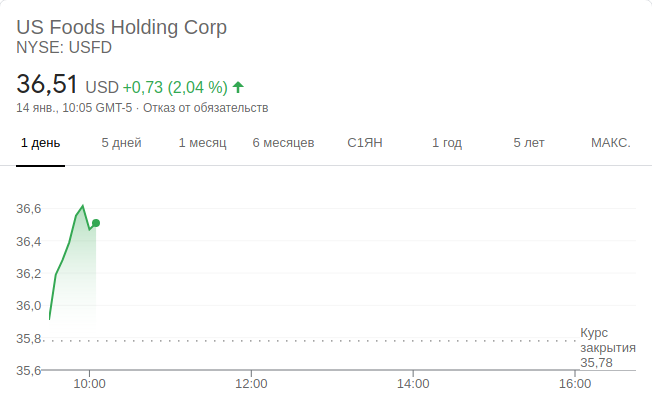 US Foods Holding Corp
NYSE: USFD
36,51 USD +0,73 (2,04 %)
14 янв., 10:05 GMT-5 · Отказ от обязательств
1 день 5 дней 1 месяц 6 месяцев С1ЯН 1 год 5 лет МАКС.
36,6
36,4
36,2
36,0
35,8
35,6
Курс
закрытия
35,78
10:00 12:00 14:00 16:00